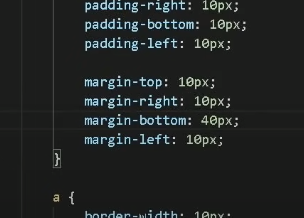 padding-right: 10px;
padding-bottom: 10px;
padding-left: 10px;
margin-top: 10px;
margin-right: 10px;
margin-bottom: 40px;
margin-left: 10px;
}
a {
border-width: 10px;